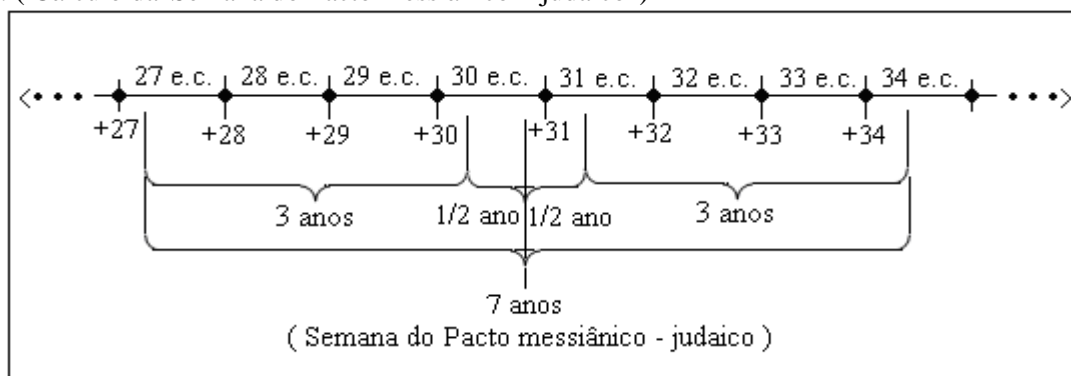 27 e.c. 28 e.c. 29 e.c. 30 e.c. 31 e.c. 32 e.c. 33 e.c. 34 e.c.
+27 +28 +29 +30 +31 +32 +33 +34
3 anos 1/2 ano 1/2 ano 3 anos
7 anos
( Semana do Pacto messiânico - judaico )